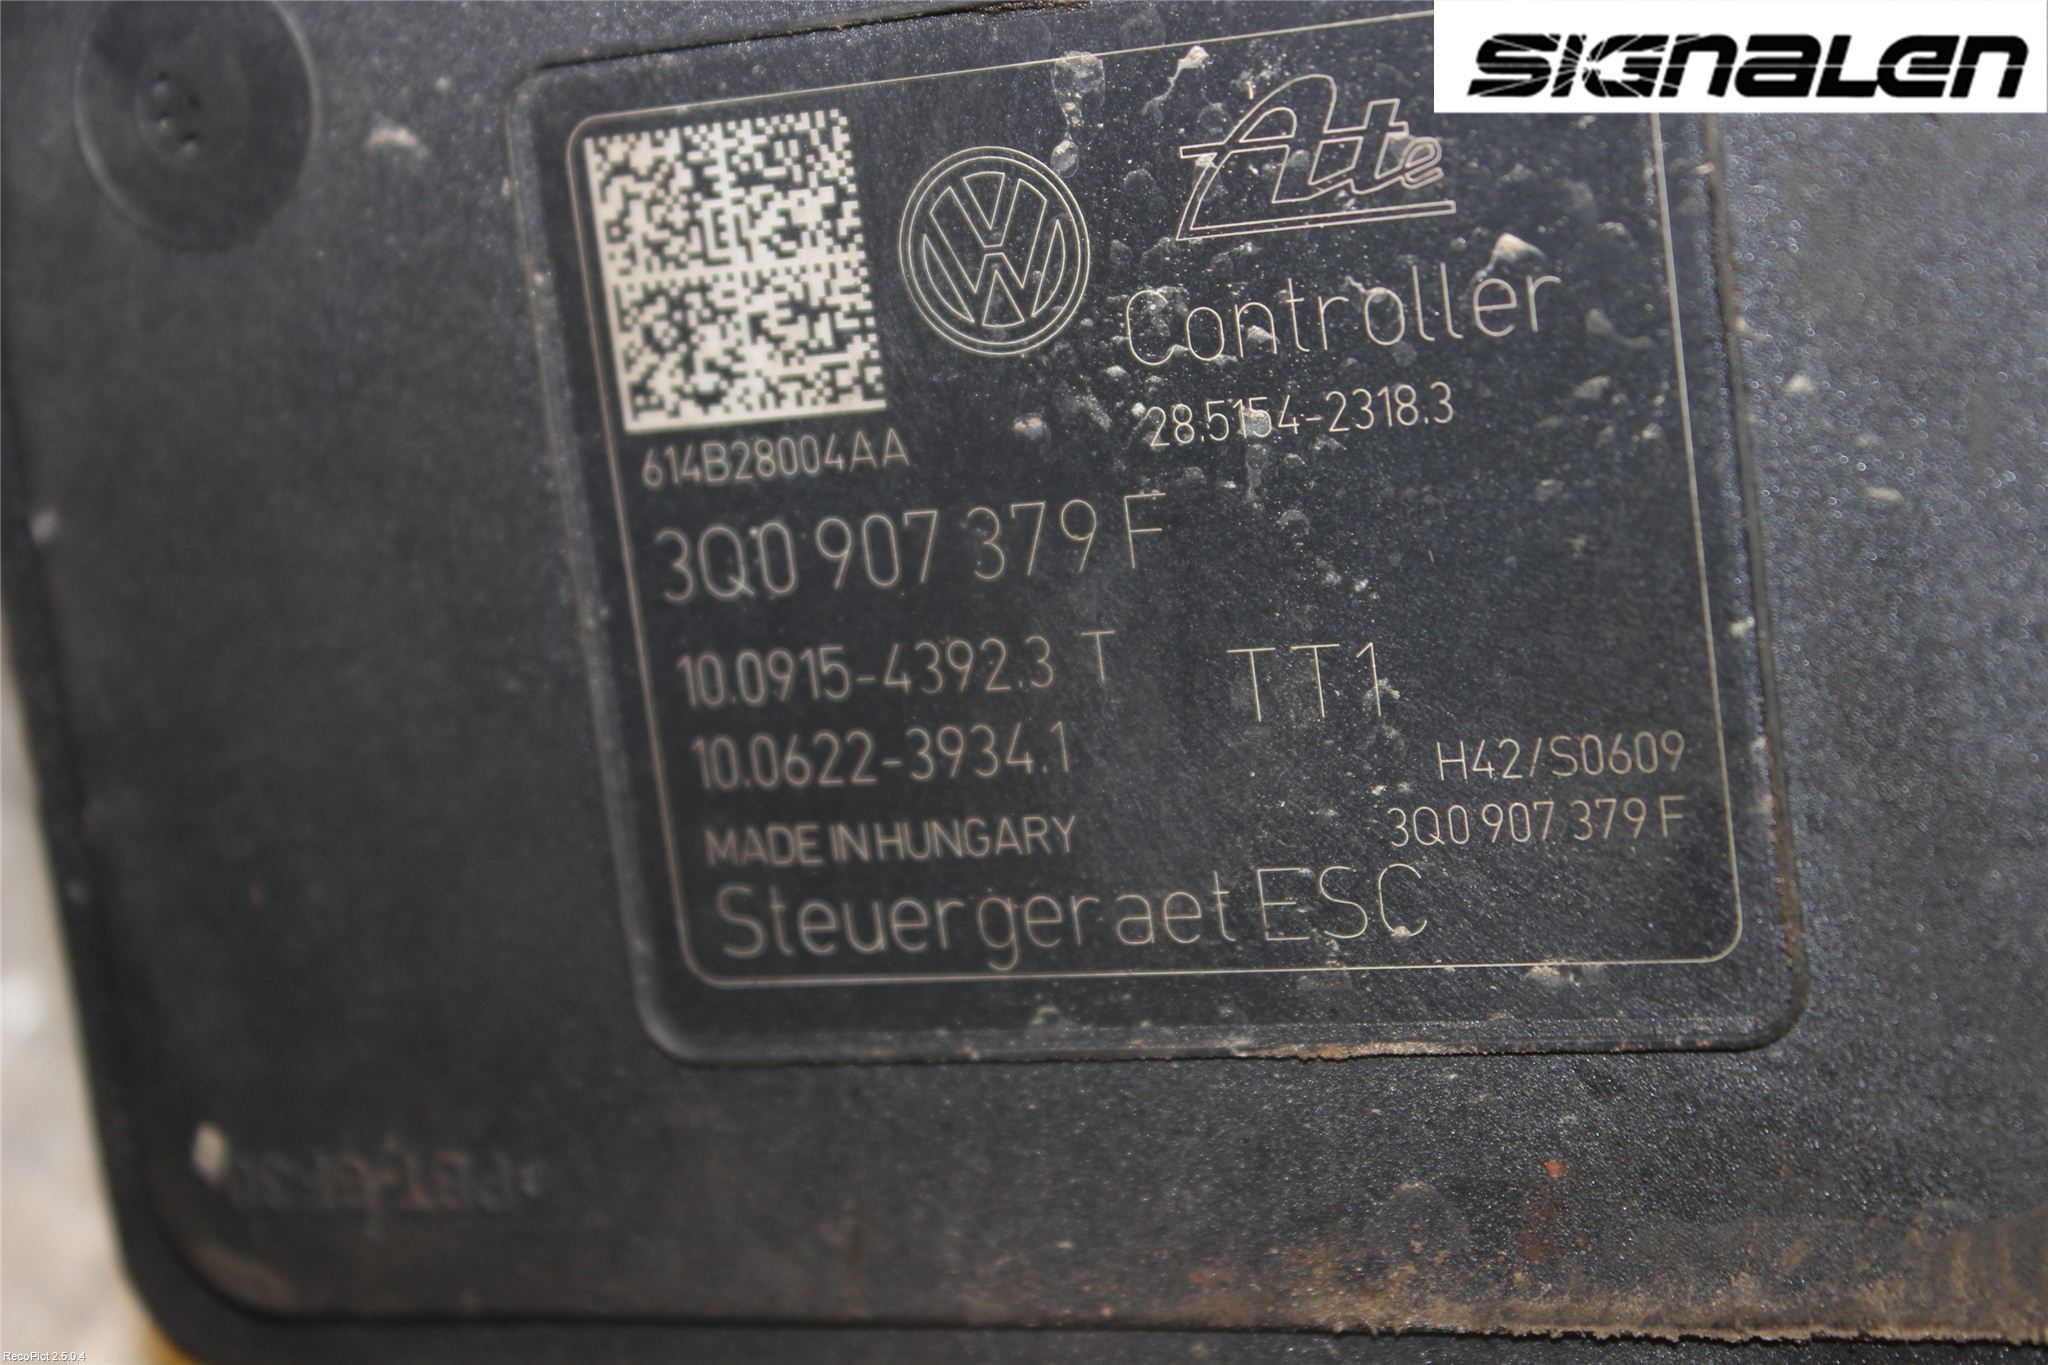 SIGNALEN
Ate
Controller
28.5154-2318.3
614B28004AA
3Q0 907 379 F
10.0915-4392.3 T
TT1
10.0622-3934.1
H42/S0609
MADE IN HUNGARY
3Q0 907 379 F
Steuergeraet ESC
RecoPict 2.5.0.4